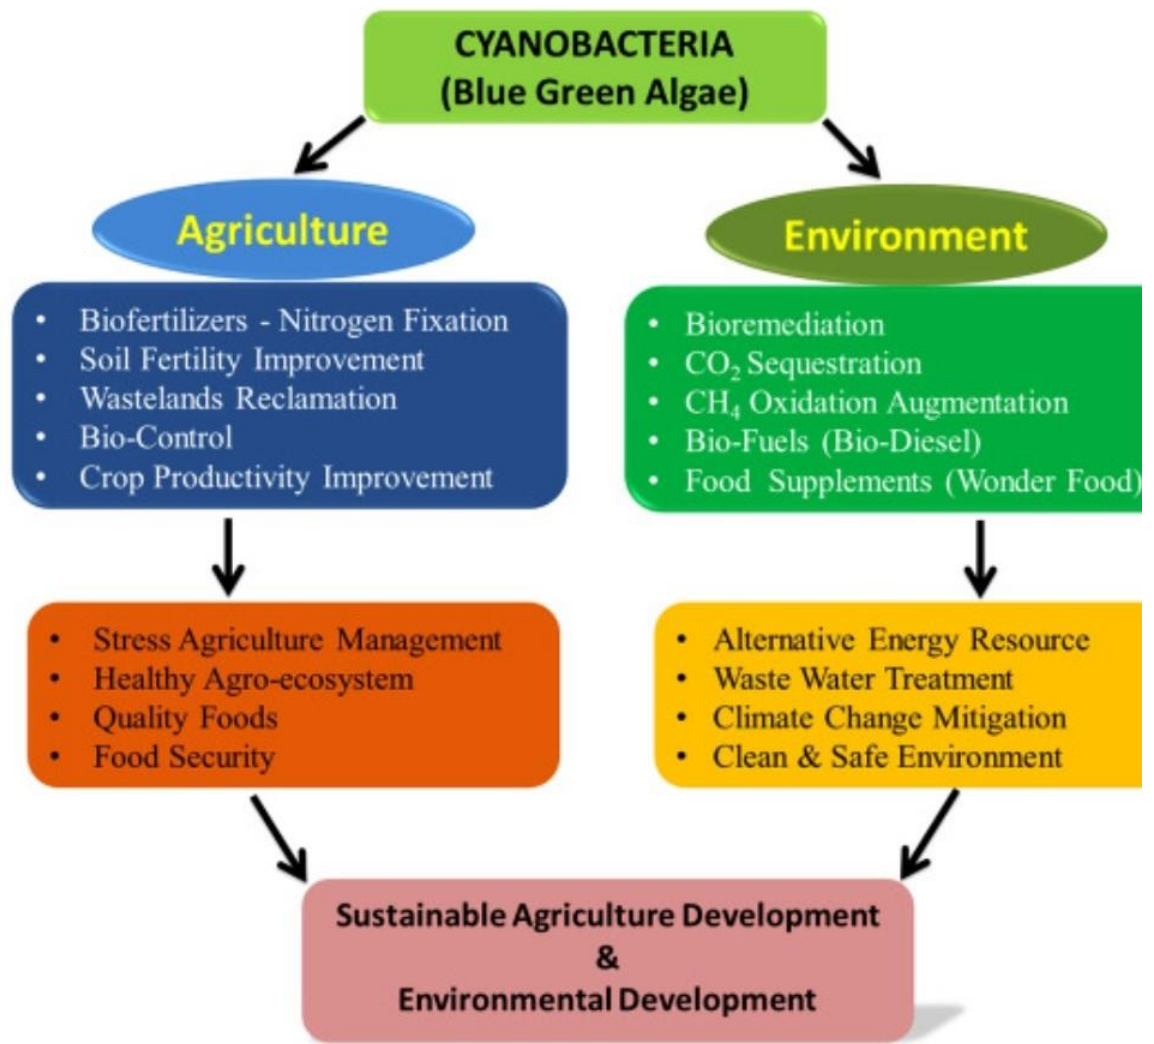 CYANOBACTERIA
(Blue Green Algae)
Agriculture
• Biofertilizers - Nitrogen Fixation
• Soil Fertility Improvement
• Wastelands Reclamation
• Bio-Control
• Crop Productivity Improvement
• Stress Agriculture Management
• Healthy Agro-ecosystem
• Quality Foods
• Food Security
Environment
• Bioremediation
• CO₂ Sequestration
• CH₄ Oxidation Augmentation
• Bio-Fuels (Bio-Diesel)
• Food Supplements (Wonder Food)
• Alternative Energy Resource
• Waste Water Treatment
• Climate Change Mitigation
• Clean & Safe Environment
Sustainable Agriculture Development
&
Environmental Development